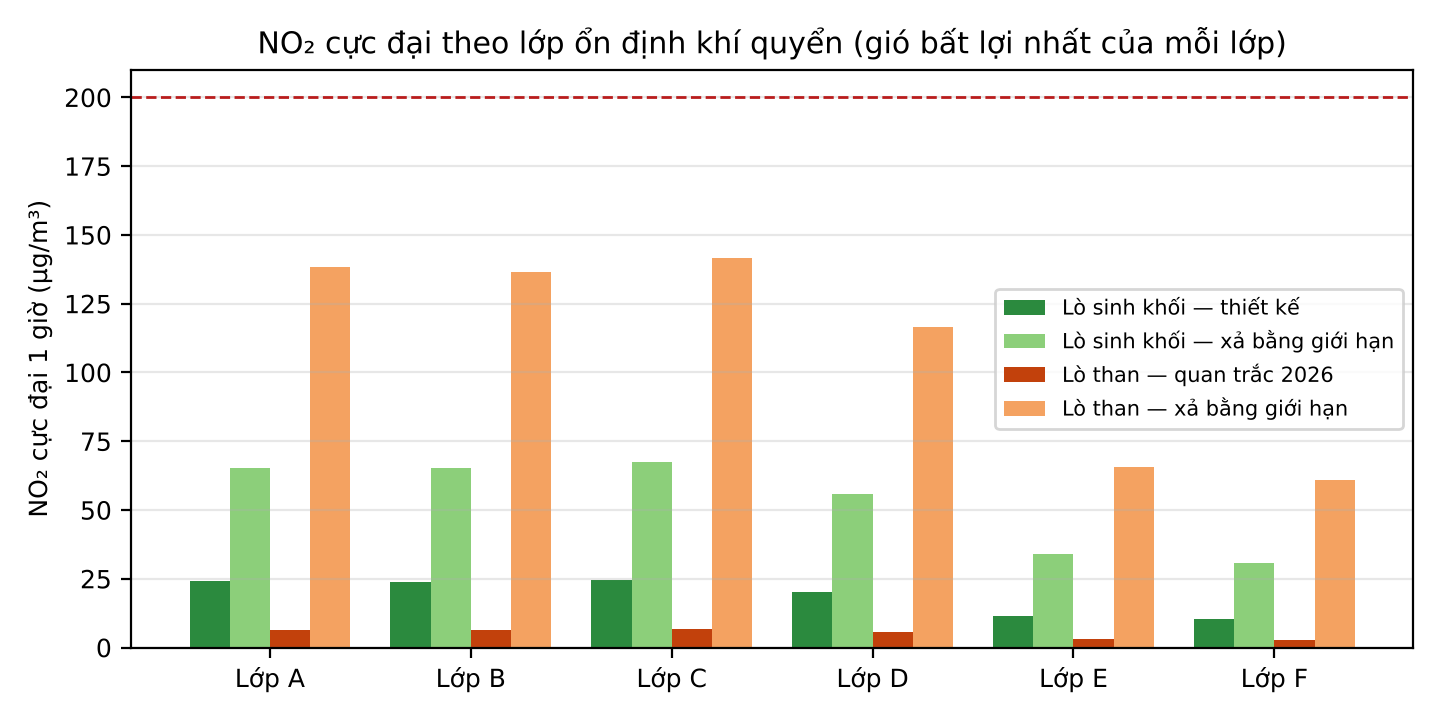 NO₂ cực đại theo lớp ổn định khí quyển (gió bất lợi nhất của mỗi lớp)
NO₂ cực đại 1 giờ (µg/m³)
200
175
150
125
100
75
50
25
0
Lò sinh khối — thiết kế
Lò sinh khối — xả bằng giới hạn
Lò than — quan trắc 2026
Lò than — xả bằng giới hạn
Lớp A
Lớp B
Lớp C
Lớp D
Lớp E
Lớp F